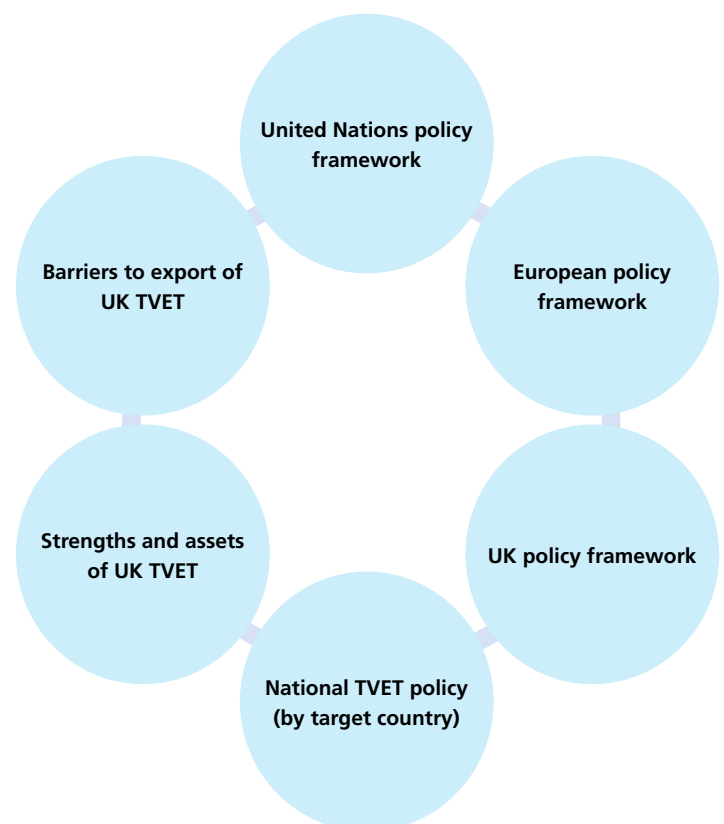 United Nations policy
framework
European policy
framework
UK policy framework
National TVET policy
(by target country)
Strengths and assets
of UK TVET
Barriers to export of
UK TVET